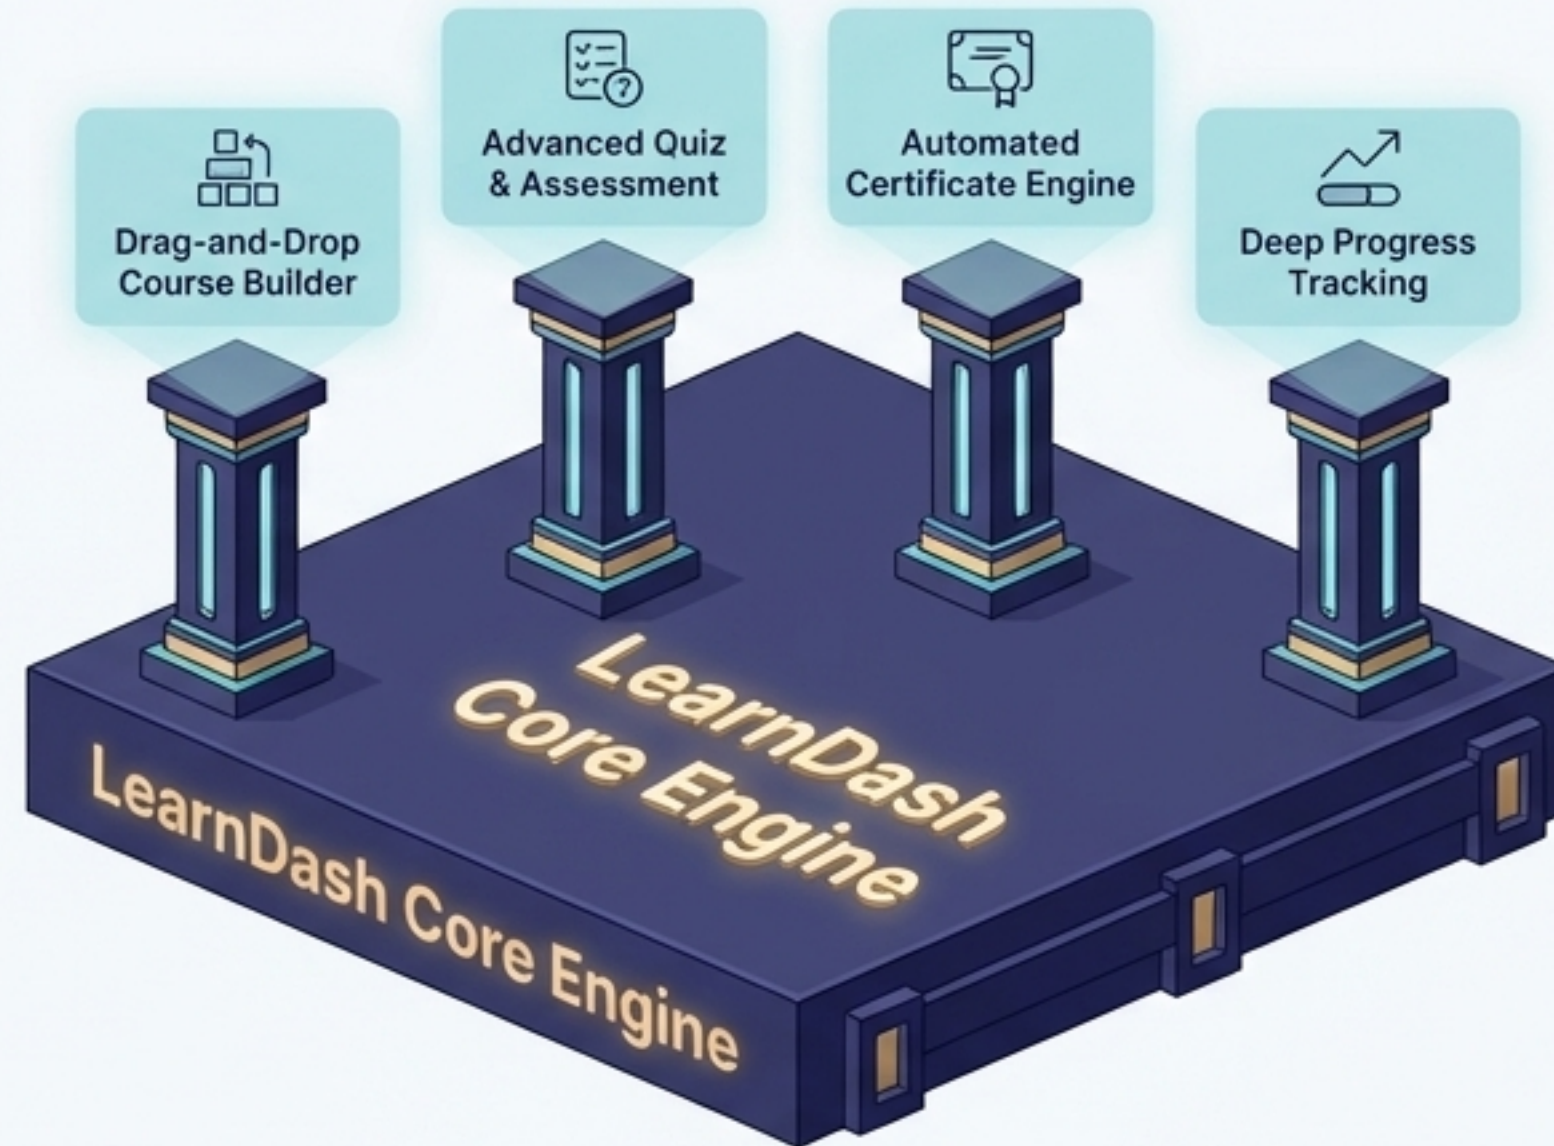 Drag-and-Drop
Course Builder
Advanced Quiz
& Assessment
Automated
Certificate Engine
Deep Progress
Tracking
LearnDash
Core Engine
LearnDash Core Engine